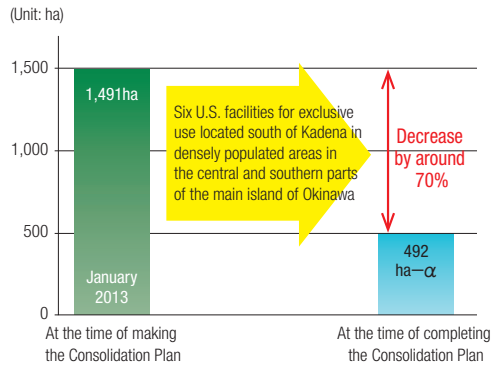 (Unit: ha)
1,500
1,000
500
0
1,491ha
January
2013
Six U.S. facilities for exclusive
use located south of Kadena in
densely populated areas in
the central and southern parts
of the main island of Okinawa
Decrease
by around
70%
492
ha−α
At the time of making
the Consolidation Plan
At the time of completing
the Consolidation Plan